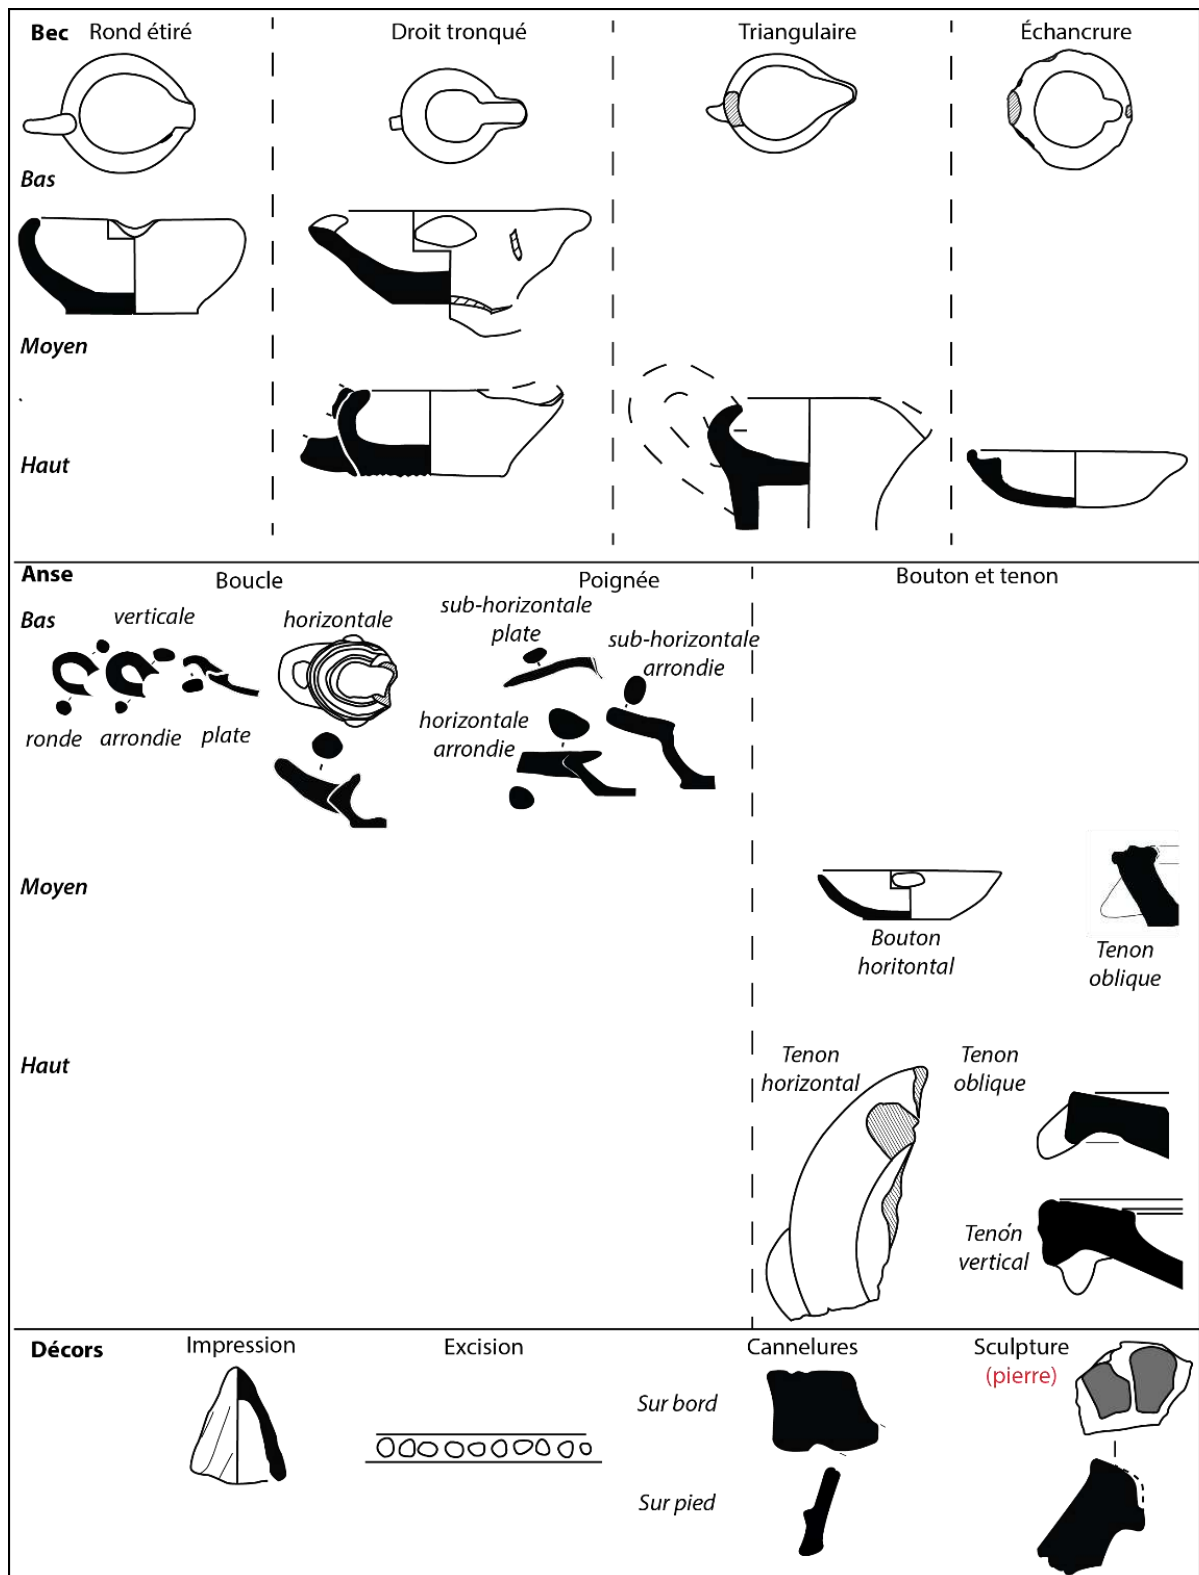 Bec Rond étiré Droit tronqué Triangulaire Échancrure
Bas
Moyen
Haut
Anse Boucle Poignée Bouton et tenon
Bas
verticale
horizontale
sub-horizontale
plate
sub-horizontale
arrondie
ronde arrondie plate
horizontale
arrondie
Moyen
Bouton
horitontal
Tenon
oblique
Haut
Tenon
horizontal
Tenon
oblique
Tenon
vertical
Décors Impression Excision Cannelures Sculpture
(pierre)
Sur bord
Sur pied